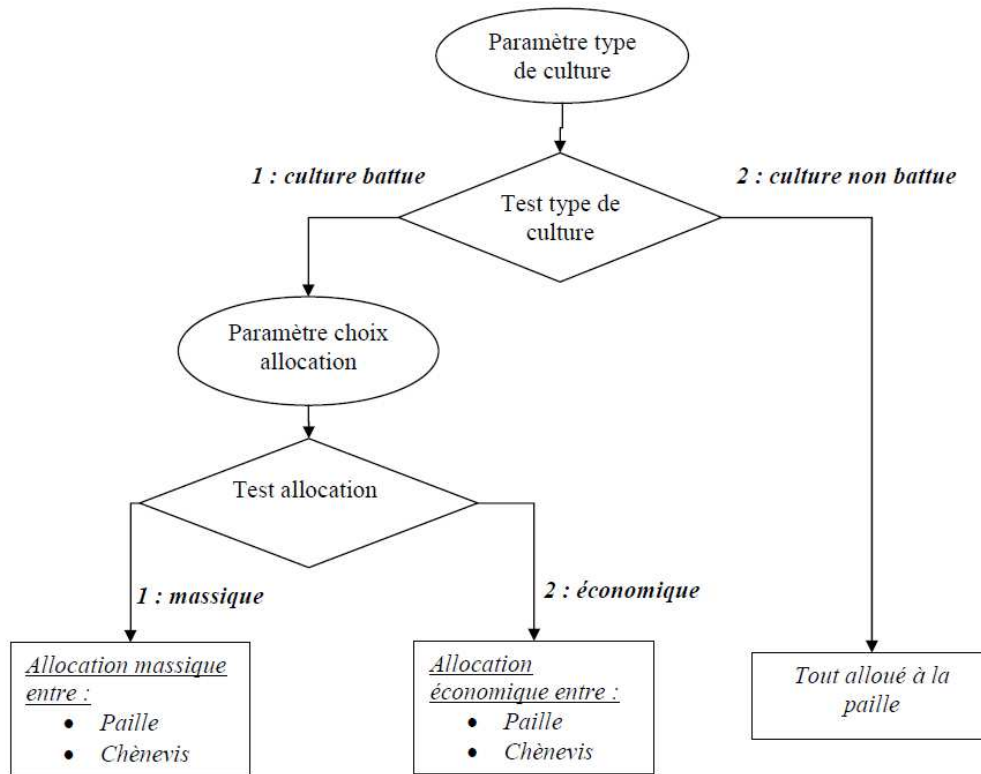 Paramètre type
de culture
1 : culture battue
2 : culture non battue
Test type de
culture
Paramètre choix
allocation
Test allocation
1 : massique
2 : économique
Allocation massique
entre :
• Paille
• Chènevis
Allocation
économique entre :
• Paille
• Chènevis
Tout alloué à la
paille